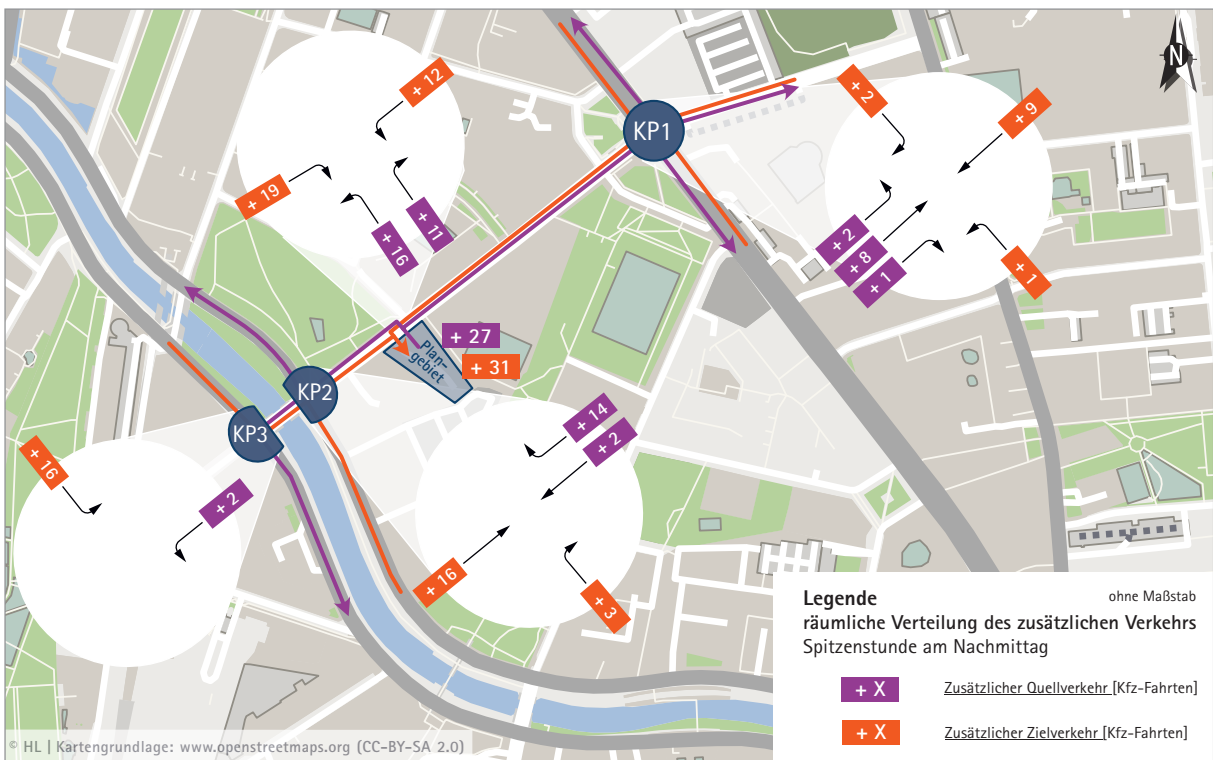 N
KP1
+ 12
+ 19
+ 16
+ 11
+ 2
+ 9
+ 2
+ 8
+ 1
+ 1
+ 27
+ 31
Plan-
gebiet
KP2
KP3
+ 14
+ 2
+ 16
+ 3
+ 16
+ 2
Legende
ohne Maßstab
räumliche Verteilung des zusätzlichen Verkehrs
Spitzenstunde am Nachmittag
+ X Zusätzlicher Quellverkehr [Kfz-Fahrten]
+ X Zusätzlicher Zielverkehr [Kfz-Fahrten]
© HL | Kartengrundlage: www.openstreetmaps.org (CC-BY-SA 2.0)